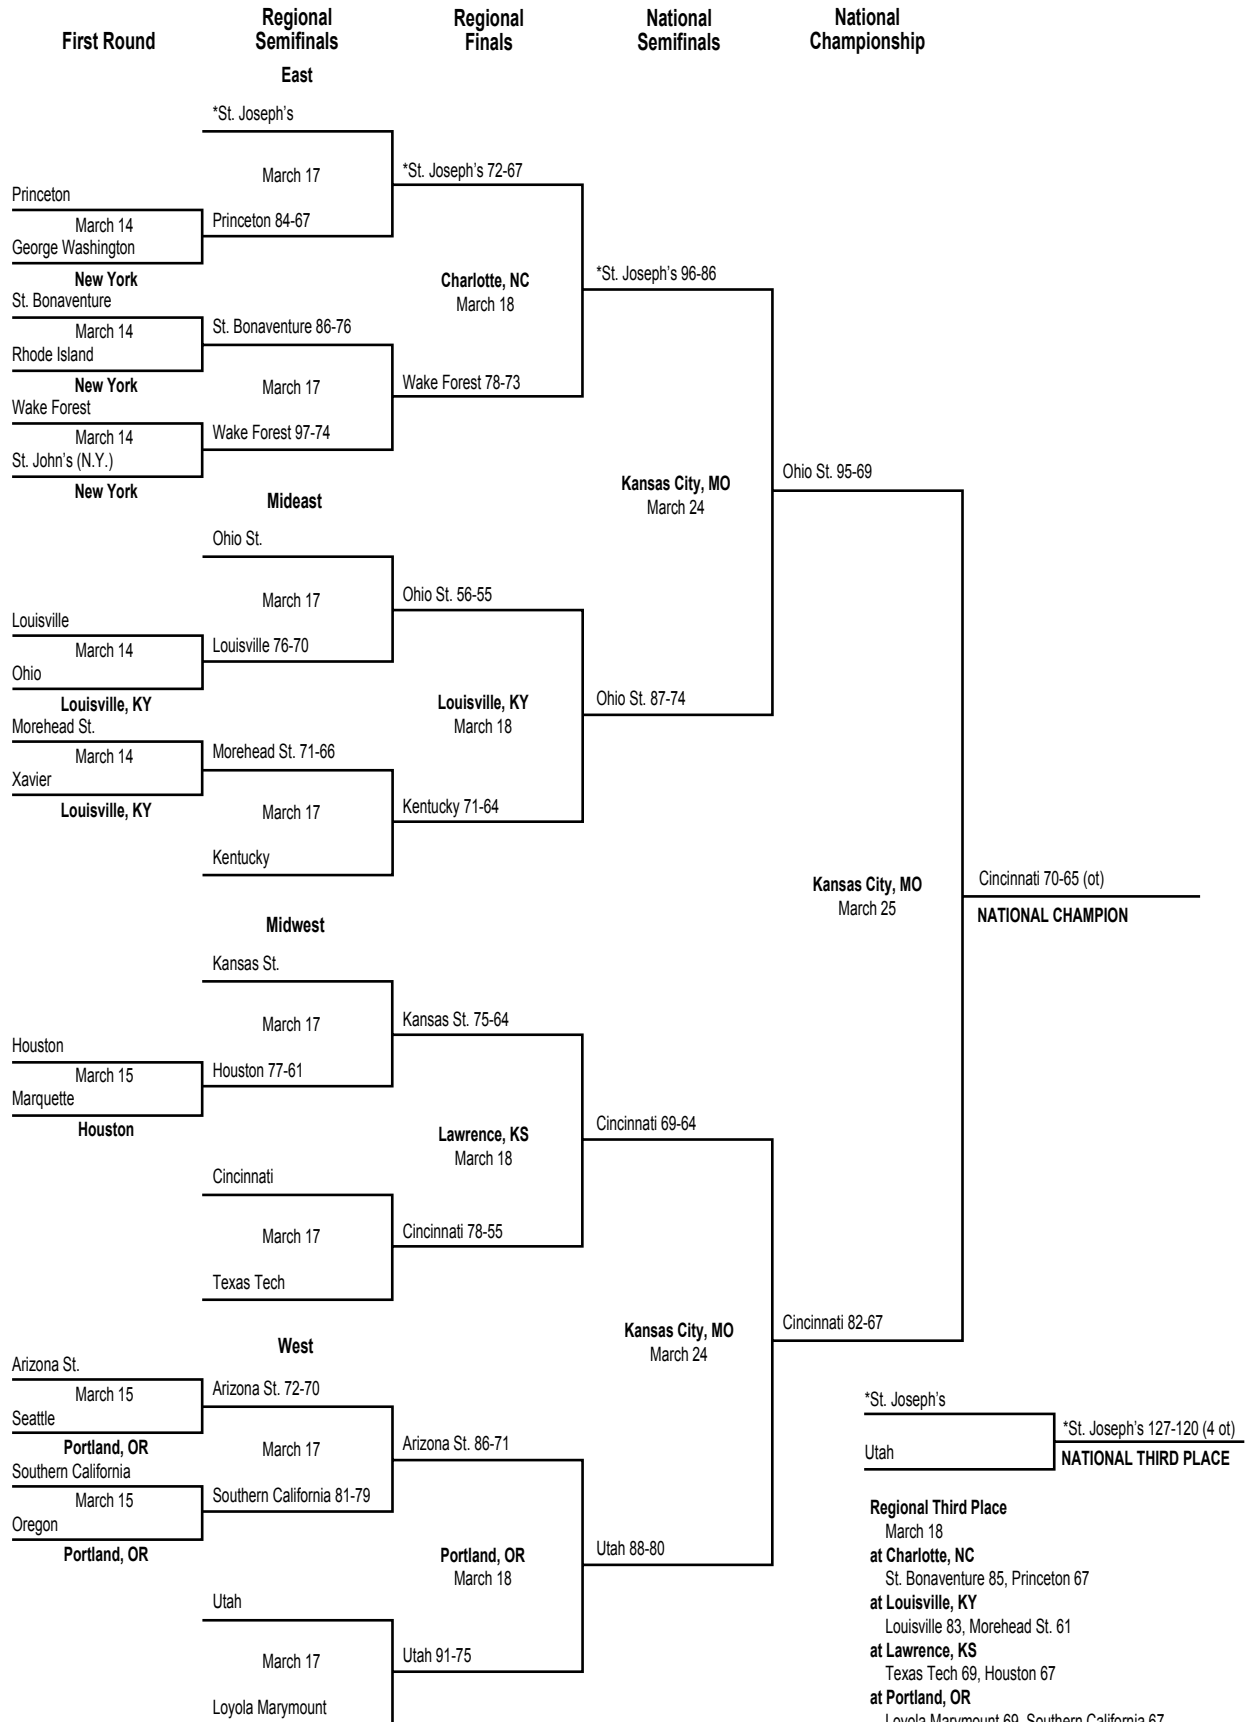 First Round
Regional
Semifinals
Regional
Finals
National
Semifinals
National
Championship
East
*St. Joseph's
March 17
*St. Joseph's 72-67
Princeton
March 14
Princeton 84-67
George Washington
New York
Charlotte, NC
March 18
*St. Joseph's 96-86
St. Bonaventure
March 14
St. Bonaventure 86-76
Rhode Island
New York
March 17
Wake Forest 78-73
Wake Forest
March 14
Wake Forest 97-74
St. John's (N.Y.)
New York
Kansas City, MO
March 24
Ohio St. 95-69
Mideast
Ohio St.
March 17
Ohio St. 56-55
Louisville
March 14
Louisville 76-70
Ohio
Louisville, KY
Louisville, KY
March 18
Ohio St. 87-74
Morehead St.
March 14
Morehead St. 71-66
Xavier
Louisville, KY
March 17
Kentucky 71-64
Kentucky
Kansas City, MO
March 25
Cincinnati 70-65 (ot)
NATIONAL CHAMPION
Midwest
Kansas St.
March 17
Kansas St. 75-64
Houston
March 15
Houston 77-61
Marquette
Houston
Lawrence, KS
March 18
Cincinnati 69-64
Cincinnati
March 17
Cincinnati 78-55
Texas Tech
Kansas City, MO
March 24
Cincinnati 82-67
West
Arizona St.
March 15
Arizona St. 72-70
Seattle
Portland, OR
March 17
Arizona St. 86-71
Southern California
March 15
Southern California 81-79
Oregon
Portland, OR
Portland, OR
March 18
Utah 88-80
Utah
March 17
Utah 91-75
Loyola Marymount
*St. Joseph's
*St. Joseph's 127-120 (4 ot)
Utah
NATIONAL THIRD PLACE
Regional Third Place
March 18
at Charlotte, NC
St. Bonaventure 85, Princeton 67
at Louisville, KY
Louisville 83, Morehead St. 61
at Lawrence, KS
Texas Tech 69, Houston 67
at Portland, OR
Loyola Marymount 69, Southern California 67